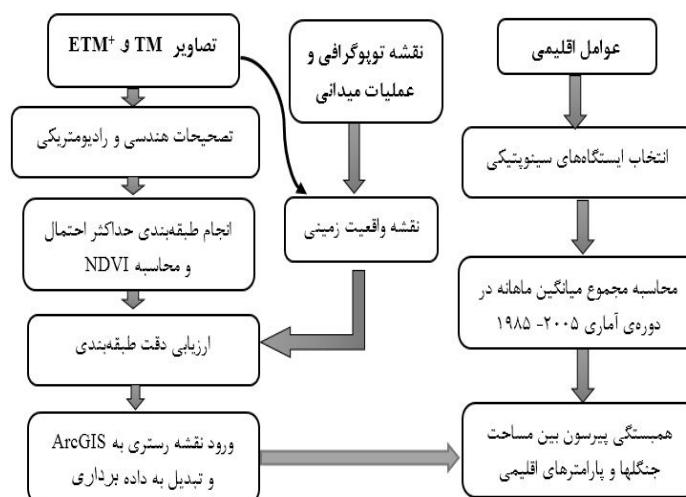 تصاویر TM و ETM+
تصحیحات هندسی و رادیومتریکی
انجام طبقه‌بندی حداکثر احتمال
و محاسبه NDVI
ارزیابی دقت طبقه‌بندی
ورود نقشه رستری به ArcGIS
و تبدیل به داده برداری
نقشه توپوگرافی و
عملیات میدانی
نقشه واقعیت زمینی
عوامل اقلیمی
انتخاب ایستگاه‌های سینوپتیکی
محاسبه مجموع میانگین ماهانه در
دوره‌ی آماری ۲۰۰۵- ۱۹۸۵
همبستگی پیرسون بین مساحت
جنگلها و پارامترهای اقلیمی